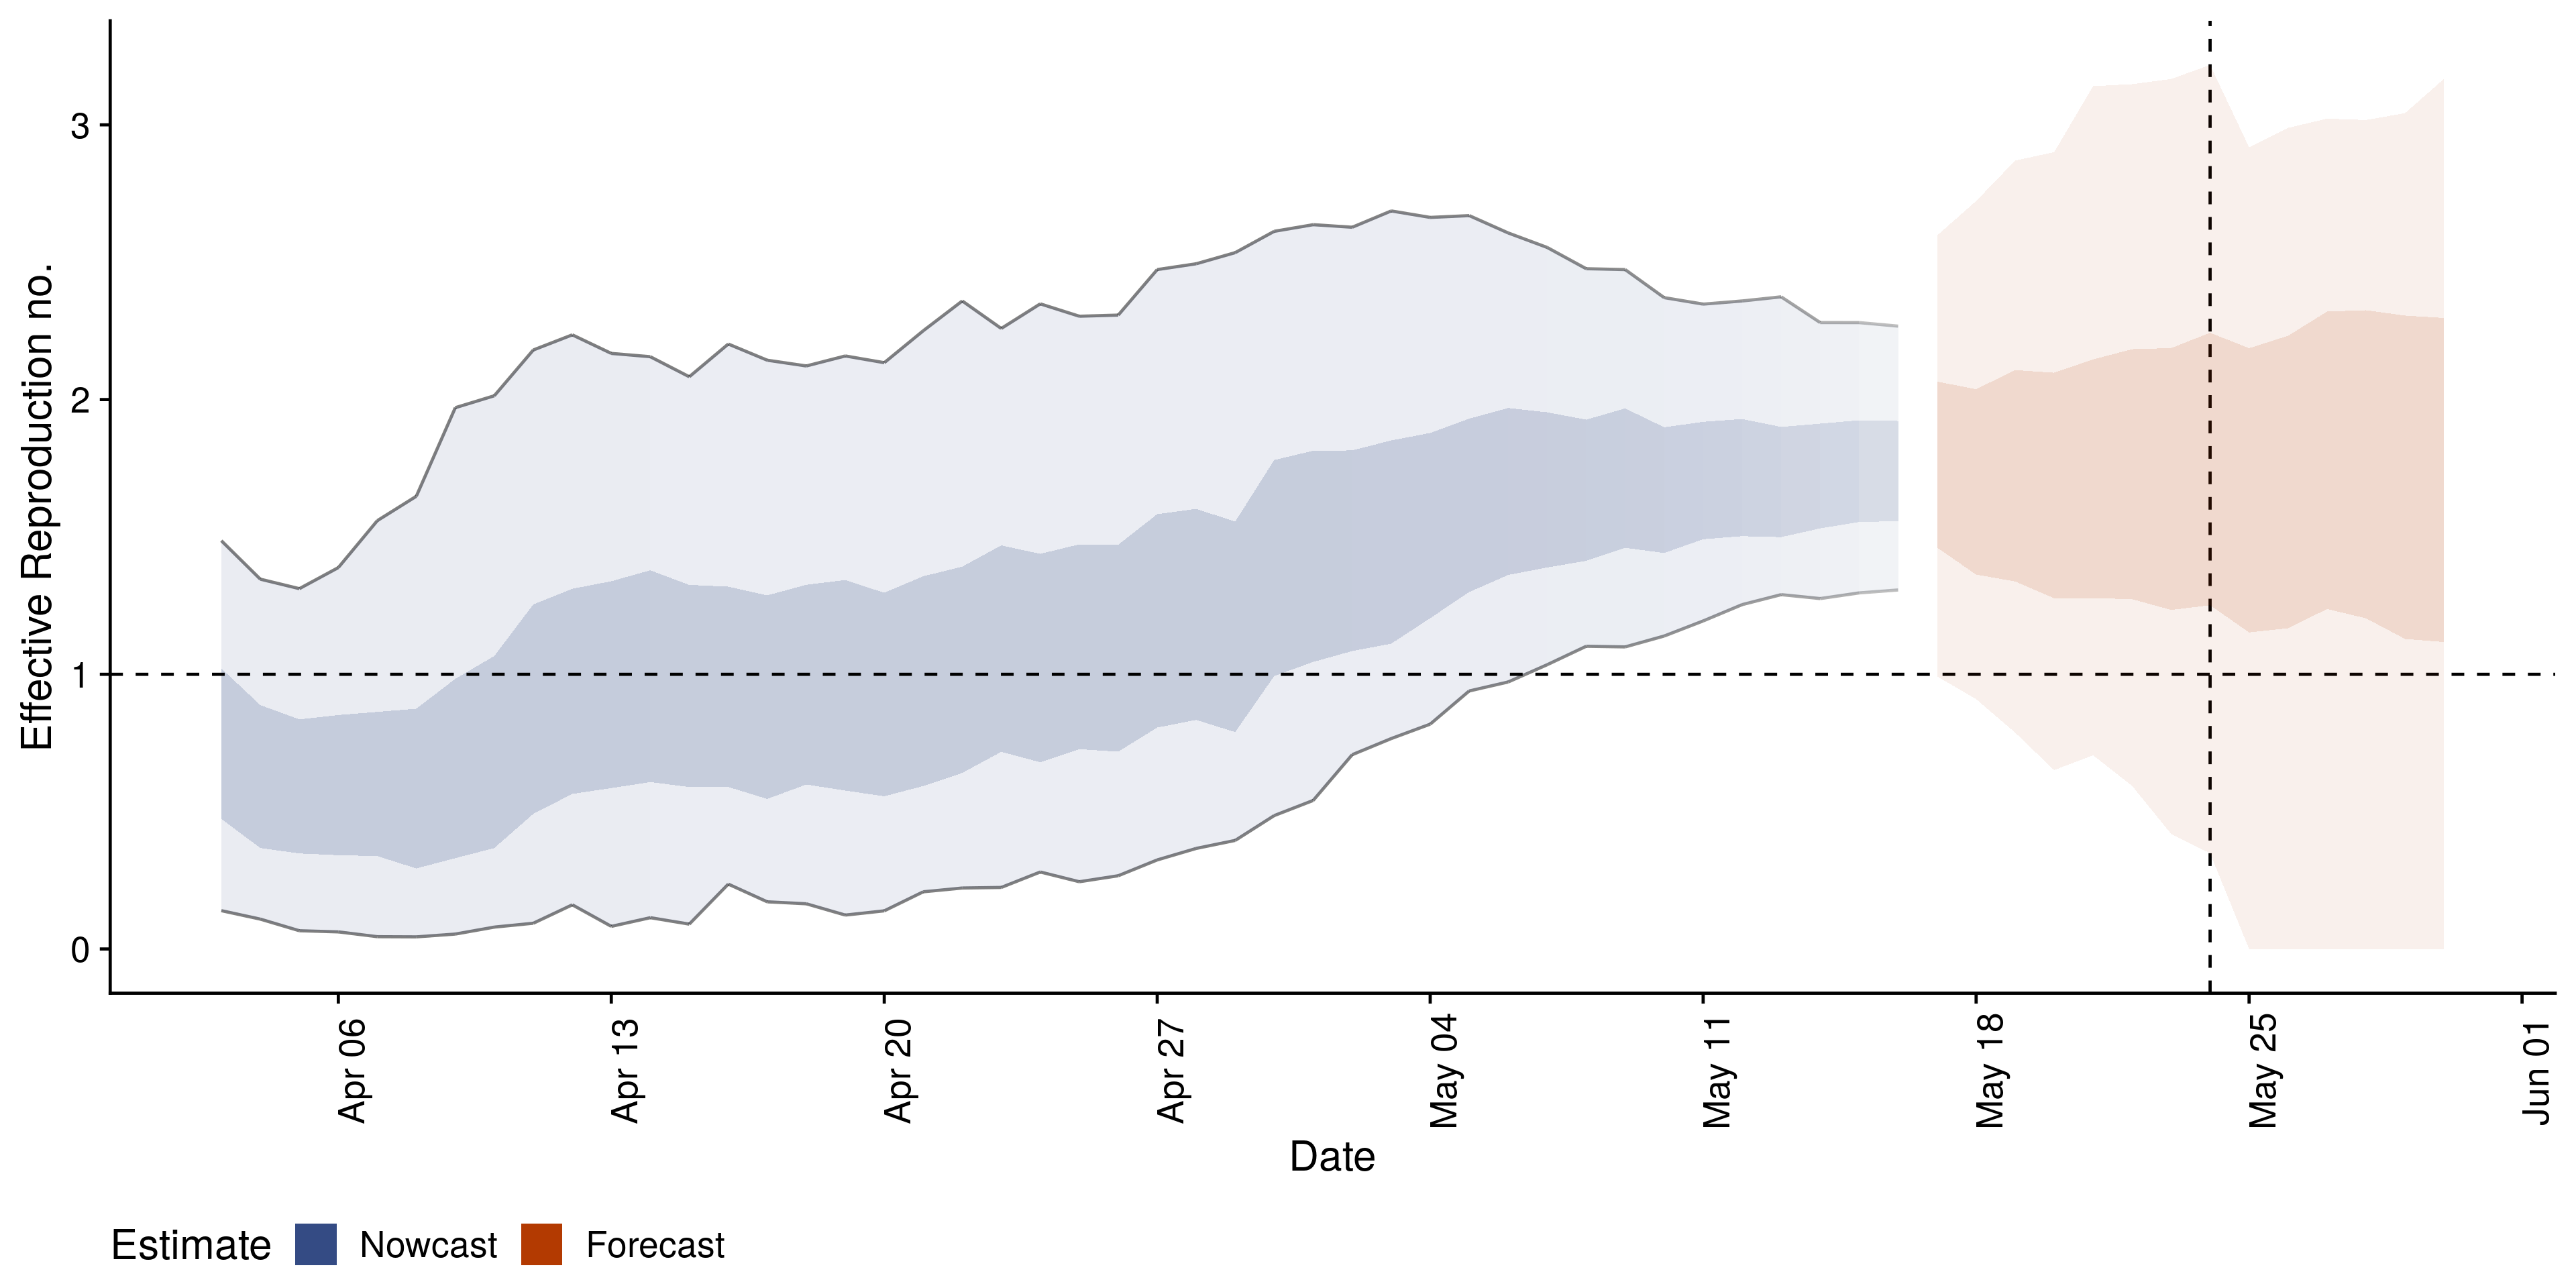 Effective Reproduction no.
3
2
1
0
Apr 06
Apr 13
Apr 20
Apr 27
May 04
May 11
May 18
May 25
Jun 01
Date
Estimate Nowcast Forecast